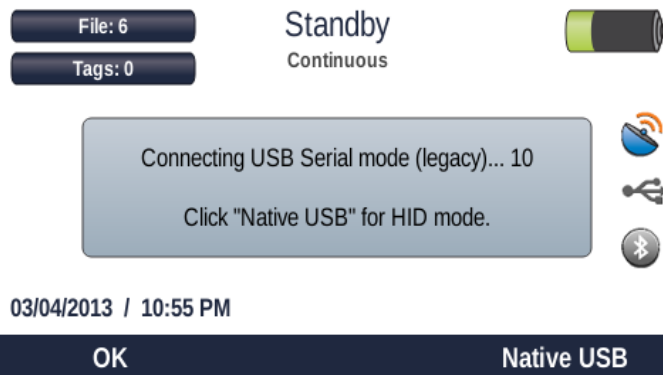 File: 6
Standby
Tags: 0
Continuous
Connecting USB Serial mode (legacy)... 10
Click "Native USB" for HID mode.
03/04/2013 / 10:55 PM
OK
Native USB